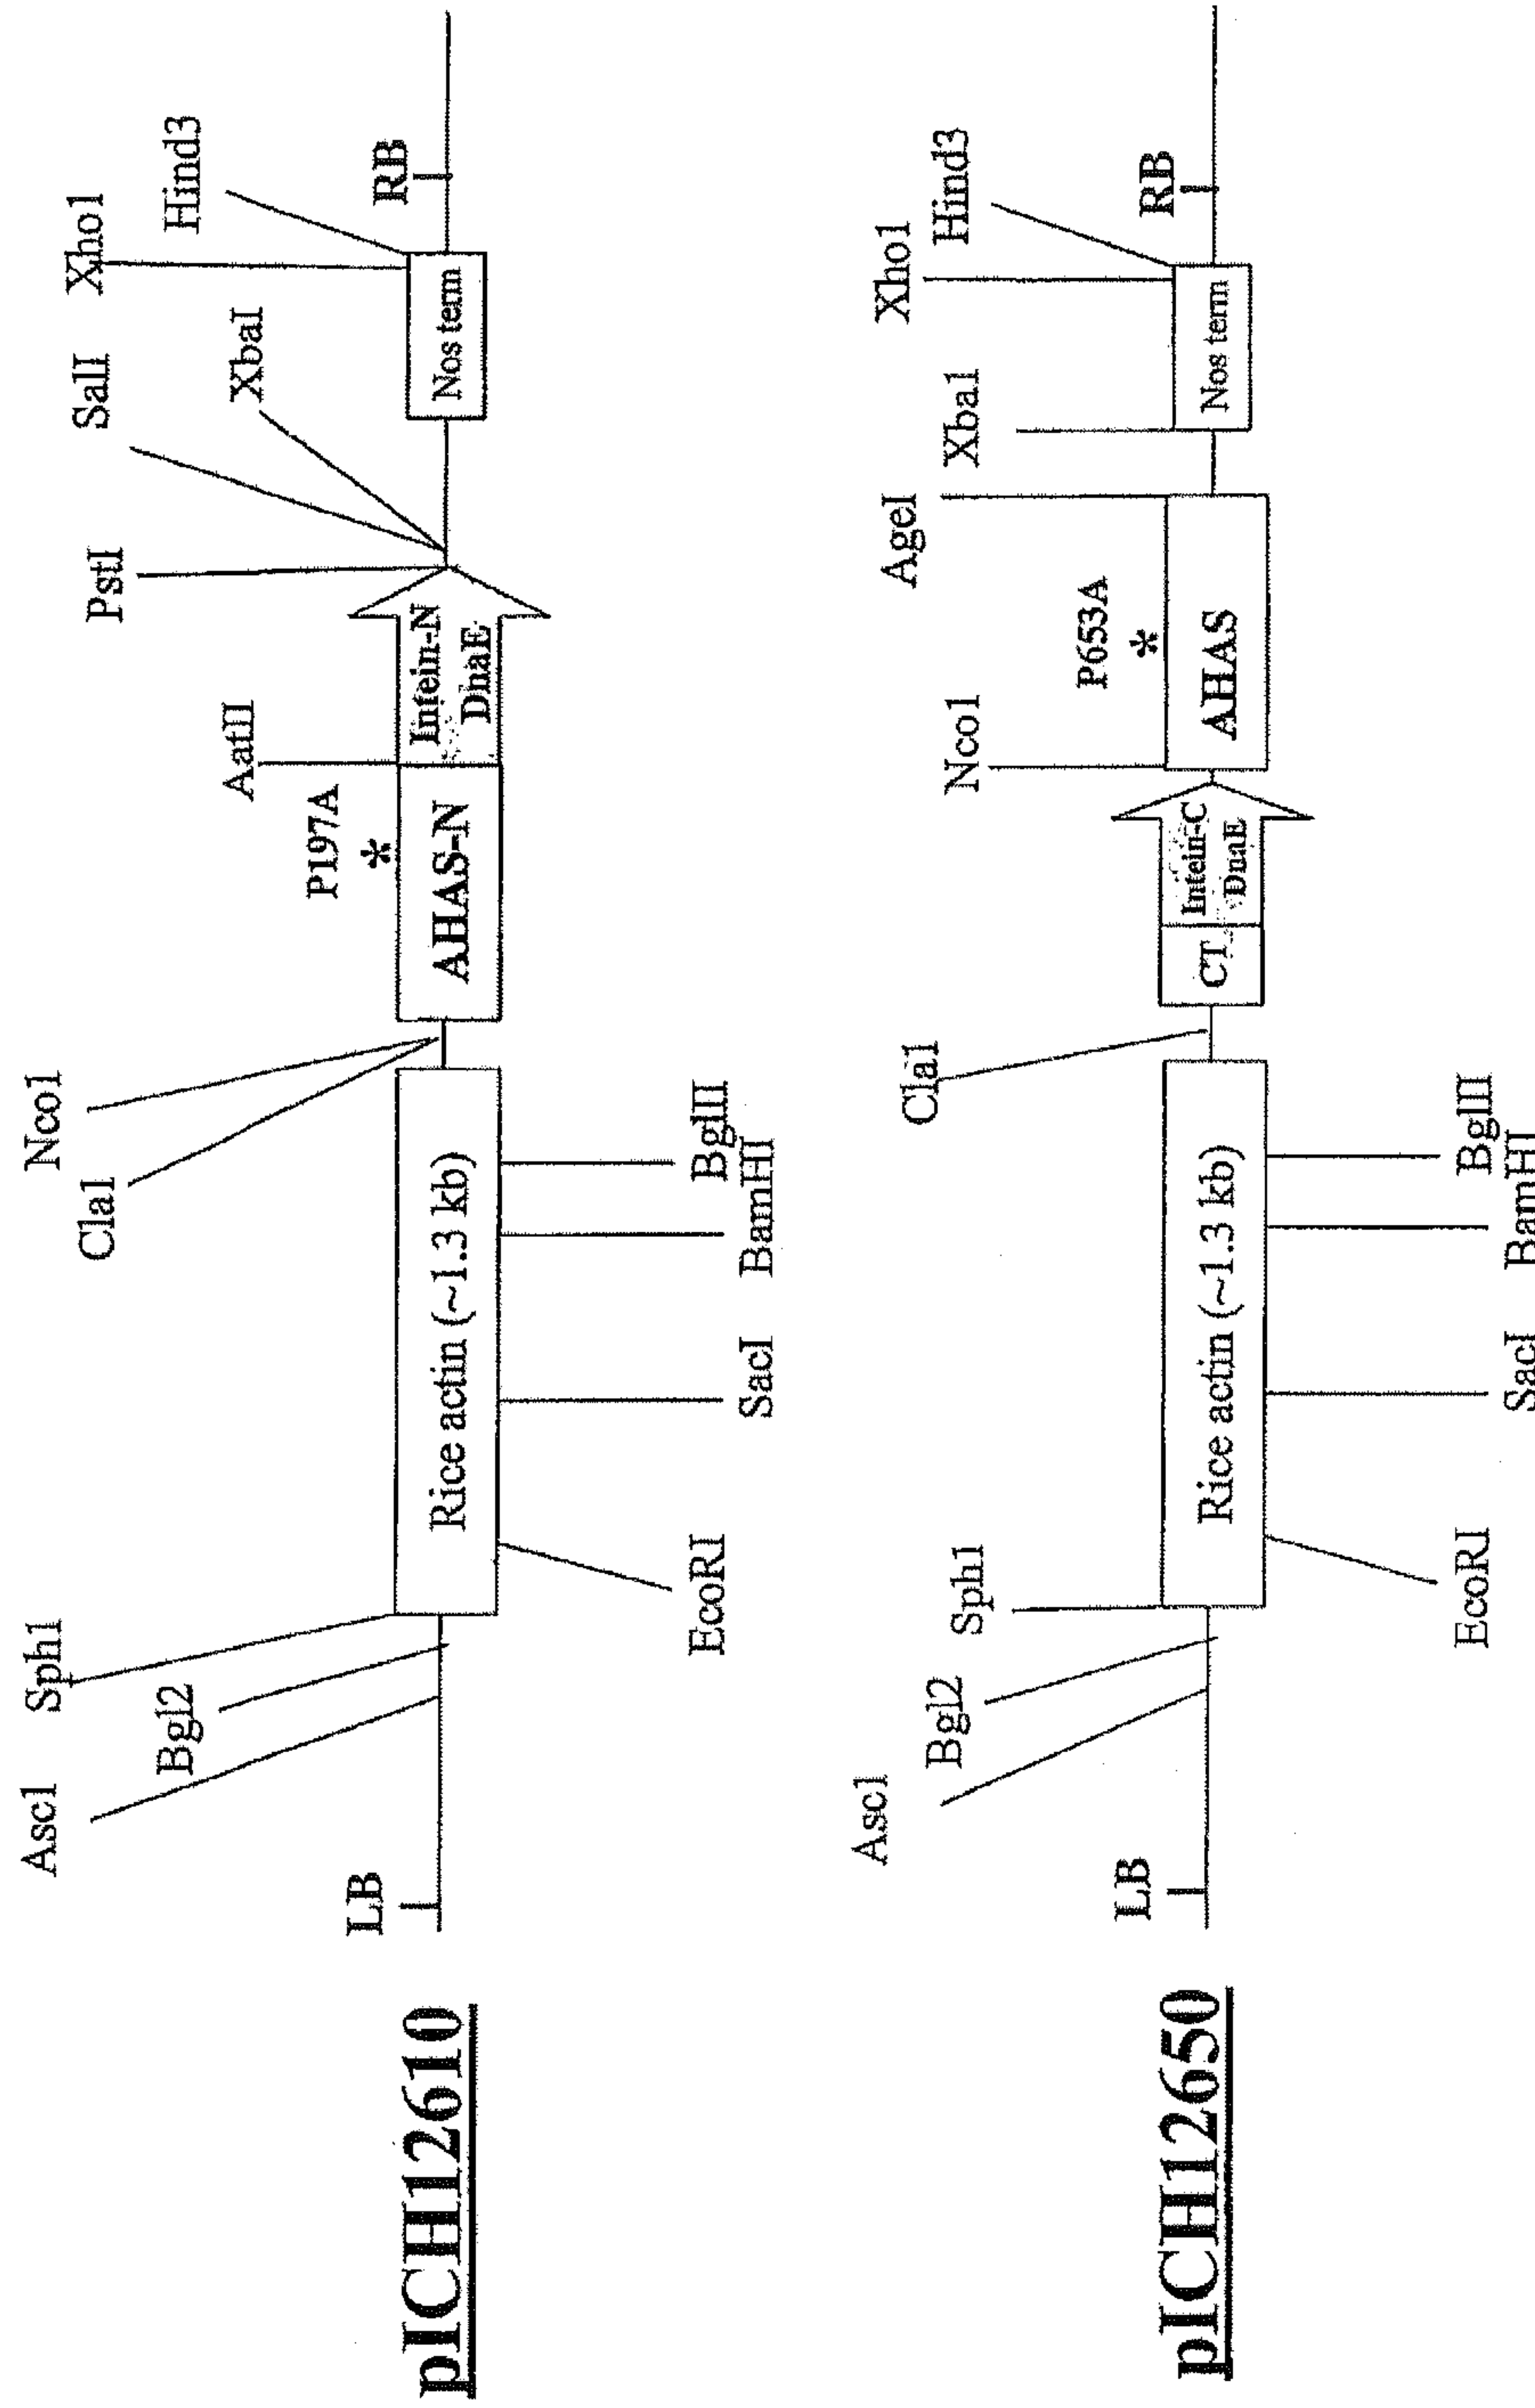 pICH12610
LB
Asc1
Bgl2
Sph1
EcoRI
Rice actin (~1.3 kb)
SacI
BamHI
BglII
Cla1
Nco1
AHAS-N
P197A
*
AatII
Intein-N
DnaE
PstI
SalI
XbaI
Nos term
Xho1
Hind3
RB
pICH12650
LB
Asc1
Bgl2
Sph1
EcoRI
Rice actin (~1.3 kb)
SacI
BamHI
BglII
Cla1
CT
Intein-C
DnaE
Nco1
P653A
*
AHAS
AgeI
Xba1
Nos term
Xho1
Hind3
RB